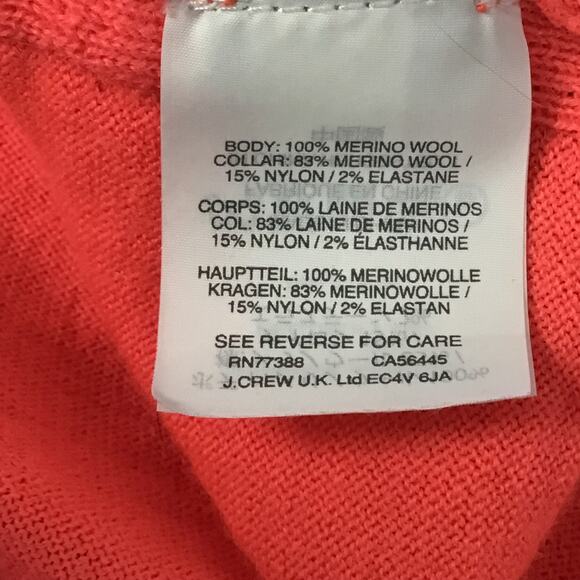 BODY: 100% MERINO WOOL
COLLAR: 83% MERINO WOOL /
15% NYLON / 2% ELASTANE
CORPS: 100% LAINE DE MERINOS
COL: 83% LAINE DE MERINOS /
15% NYLON / 2% ÉLASTHANNE
HAUPTTEIL: 100% MERINOWOLLE
KRAGEN: 83% MERINOWOLLE /
15% NYLON / 2% ELASTAN
SEE REVERSE FOR CARE
RN77388 CA56445
J.CREW U.K. Ltd EC4V 6JA